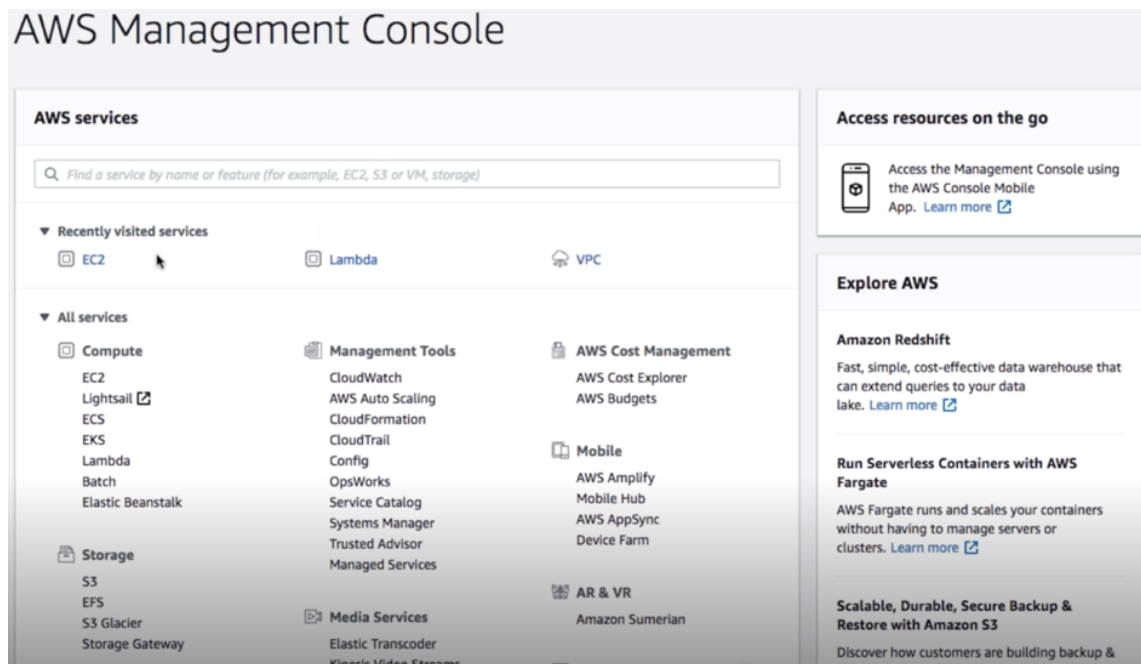 AWS Management Console
AWS services
Find a service by name or feature (for example, EC2, S3 or VM, storage)
Recently visited services
EC2
Lambda
VPC
All services
Compute
EC2
Lightsail
ECS
EKS
Lambda
Batch
Elastic Beanstalk
Storage
S3
EFS
S3 Glacier
Storage Gateway
Management Tools
CloudWatch
AWS Auto Scaling
CloudFormation
CloudTrail
Config
OpsWorks
Service Catalog
Systems Manager
Trusted Advisor
Managed Services
Media Services
Elastic Transcoder
Kinesis Video Streams
AWS Cost Management
AWS Cost Explorer
AWS Budgets
Mobile
AWS Amplify
Mobile Hub
AWS AppSync
Device Farm
AR & VR
Amazon Sumerian
Access resources on the go
Access the Management Console using
the AWS Console Mobile
App. Learn more
Explore AWS
Amazon Redshift
Fast, simple, cost-effective data warehouse that
can extend queries to your data
lake. Learn more
Run Serverless Containers with AWS
Fargate
AWS Fargate runs and scales your containers
without having to manage servers or
clusters. Learn more
Scalable, Durable, Secure Backup &
Restore with Amazon S3
Discover how customers are building backup &